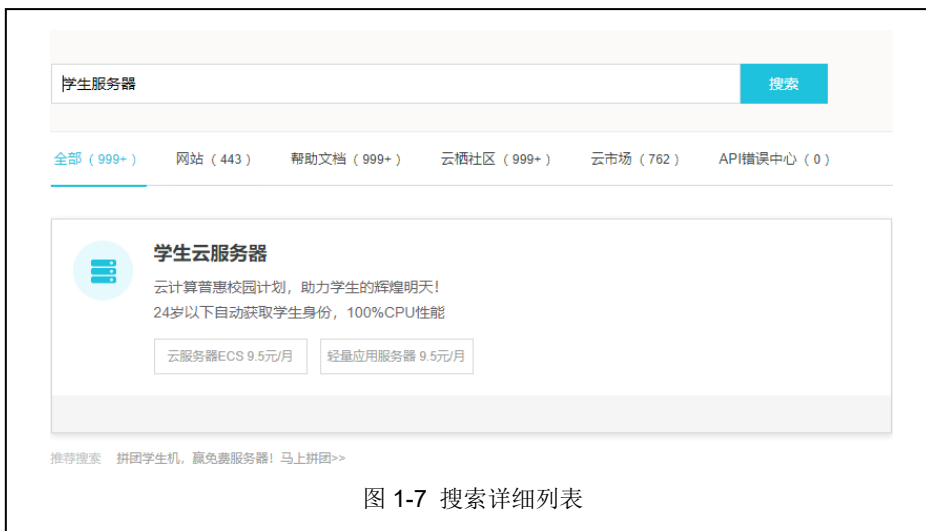 学生服务器 搜索
全部（999+） 网站（443） 帮助文档（999+） 云栖社区（999+） 云市场（762） API错误中心（0）
学生云服务器
云计算普惠校园计划，助力学生的辉煌明天！
24岁以下自动获取学生身份，100%CPU性能
云服务器ECS 9.5元/月 轻量应用服务器 9.5元/月
推荐搜索 拼团学生机，赢免费服务器！马上拼团>>
图 1-7 搜索详细列表